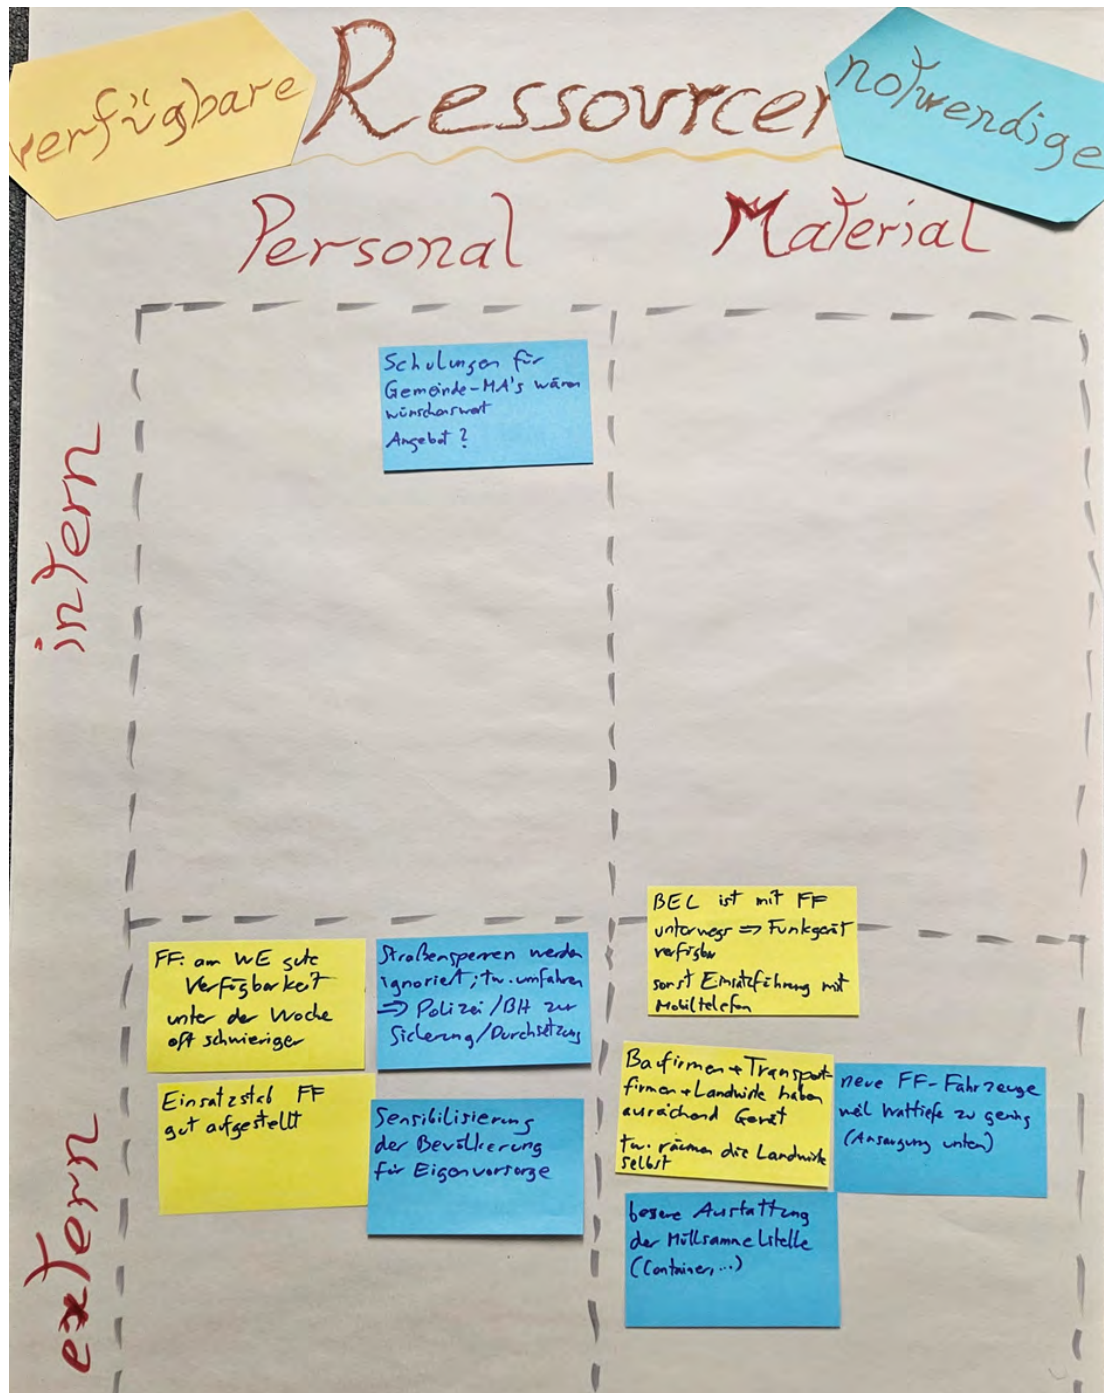 verfügbare
Ressourcen
notwendige
Personal
Material
intern
Schulungen für
Gemeinde-MA's wären
wünschenswert
Angebot ?
extern
FF: am WE gute
Verfügbarkeit
unter der Woche
oft schwieriger
Straßensperren werden
ignoriert; tw. umfahren
⇒ Polizei/BH zur
Sicherung/Durchsetzung
Einsatzstab FF
gut aufgestellt
Sensibilisierung
der Bevölkerung
für Eigenvorsorge
BEL ist mit FF
unterwegs ⇒ Funkgerät
verfügbar
sonst Einsatzführung mit
Mobiltelefon
Baufirmen + Transport-
firmen + Landwirte haben
ausreichend Gerät
tw. räumen die Landwirte
selbst
neue FF-Fahrzeuge
weil Wattiefe zu gering
(Ansaugung unten)
bessere Austattung
der Müllsammelstelle
(Container, ...)